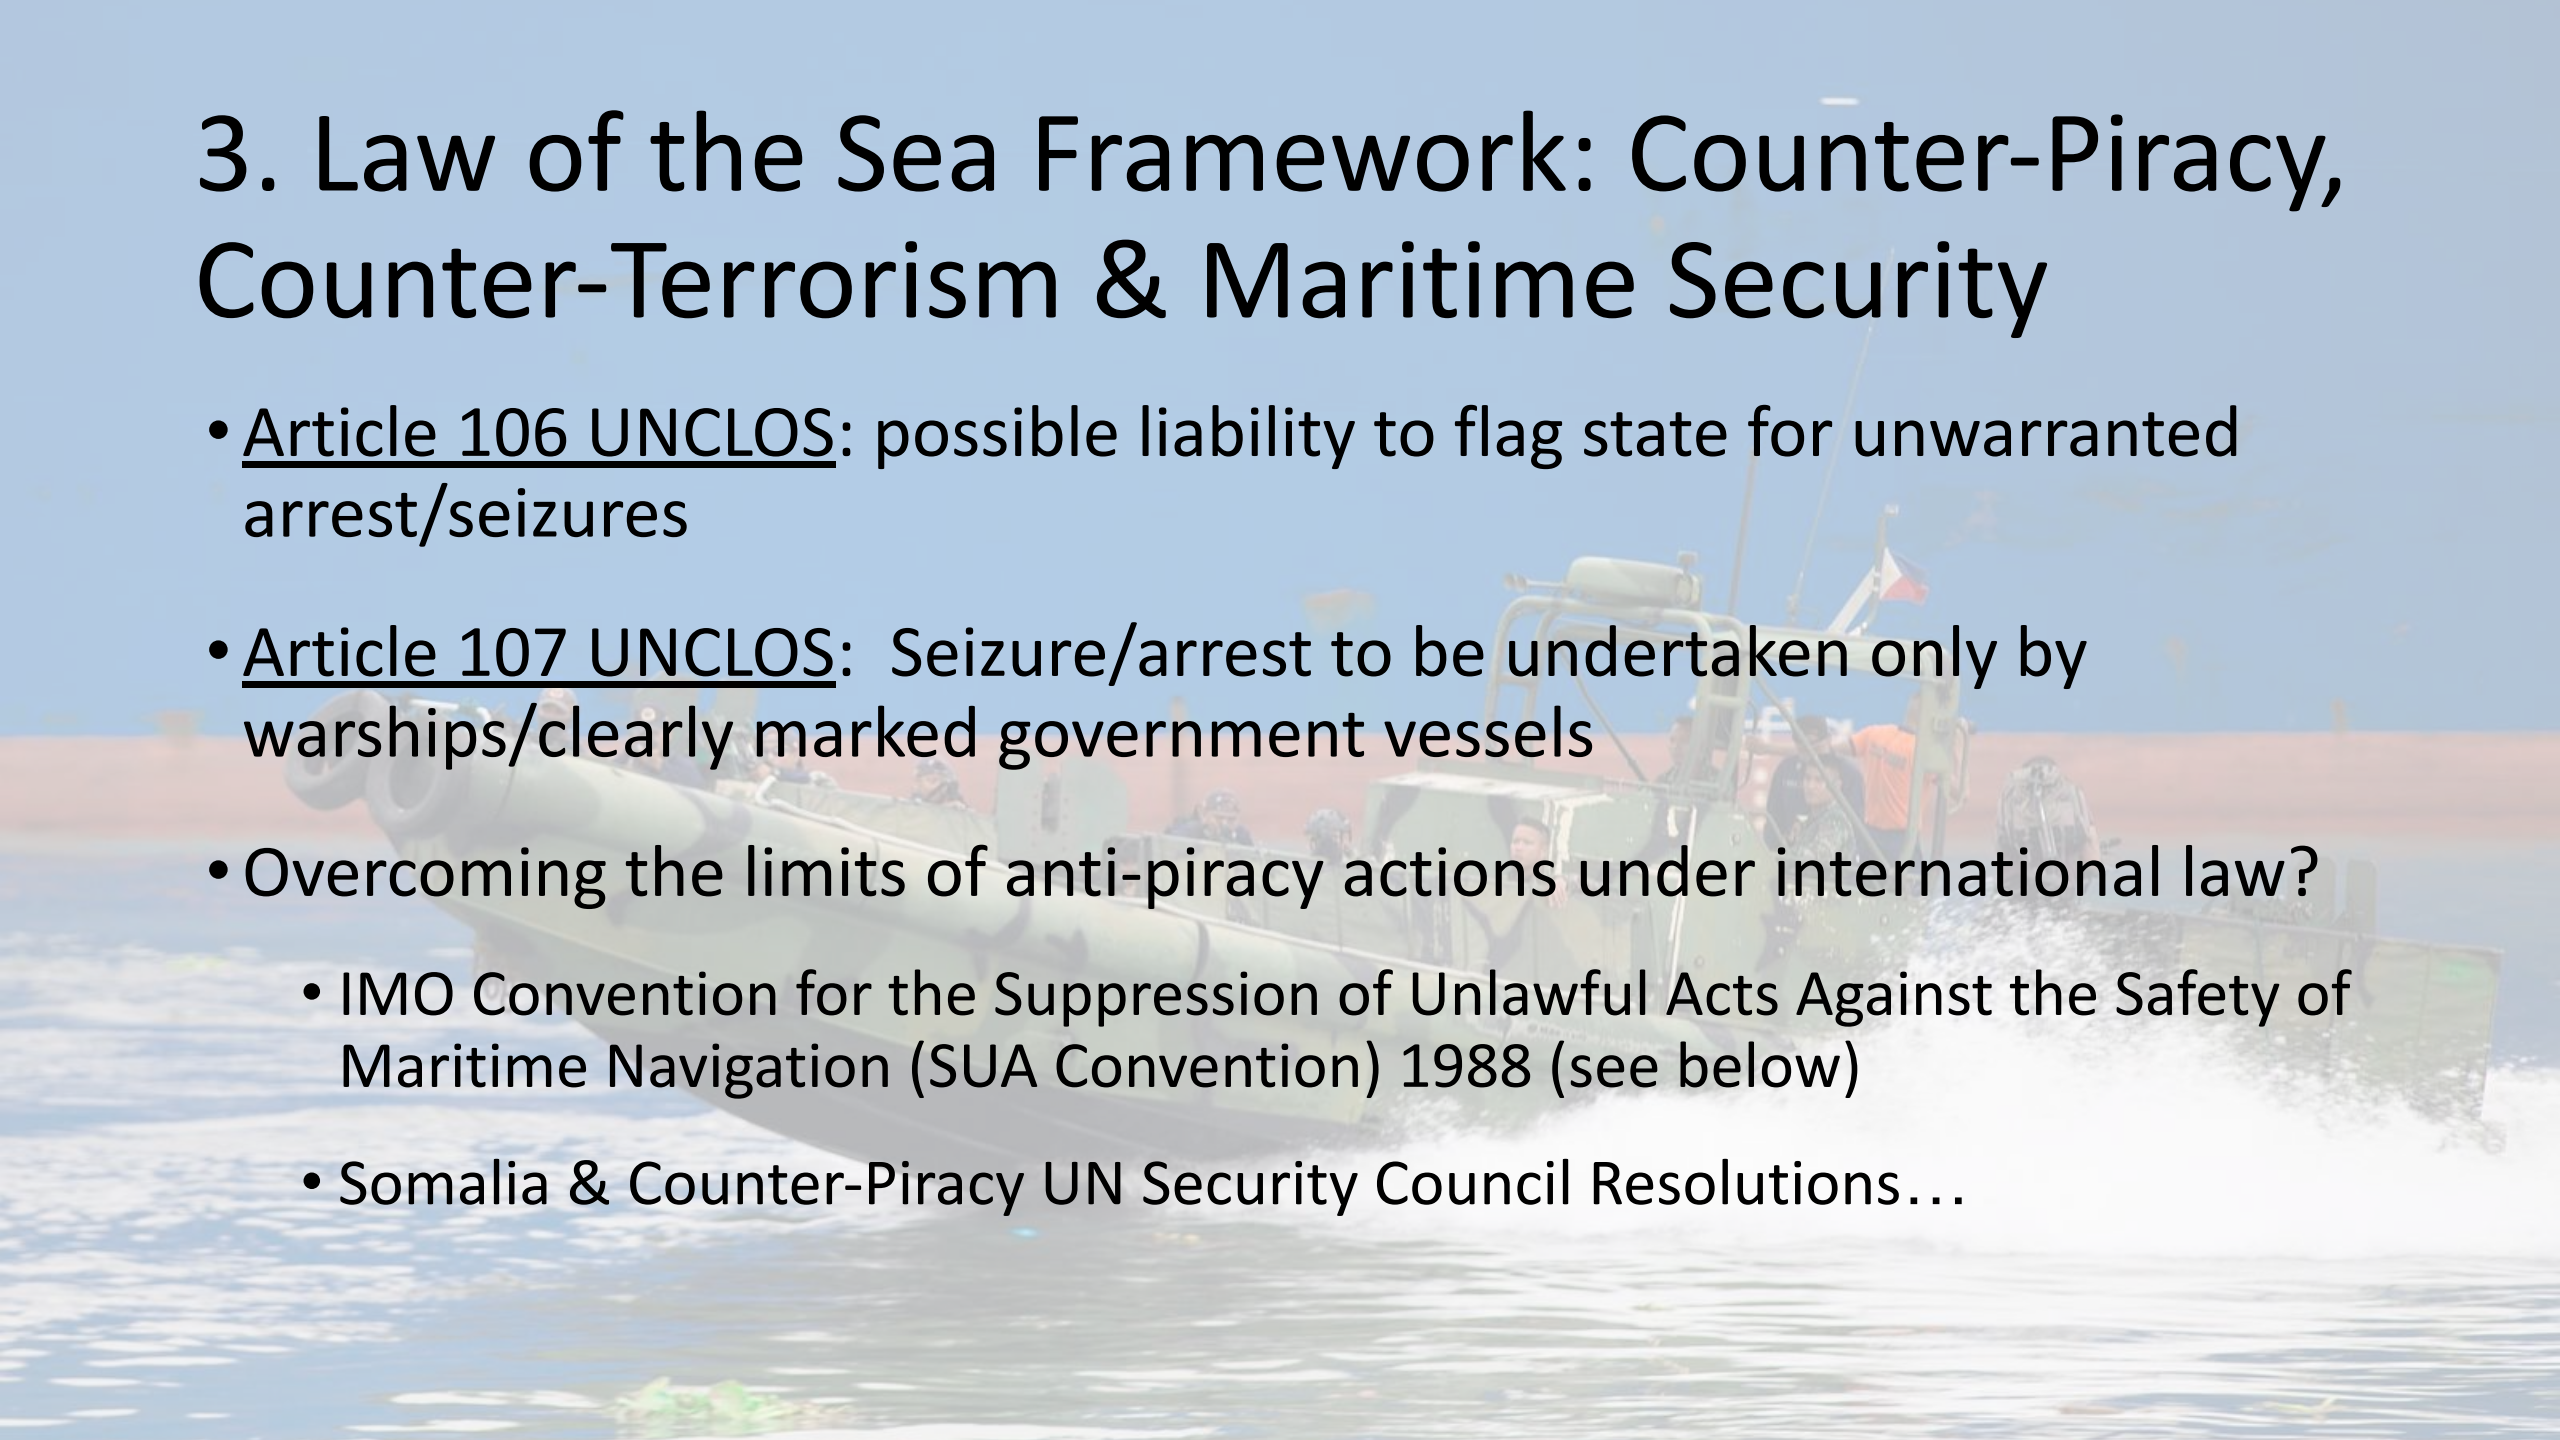 3. Law of the Sea Framework: Counter-Piracy,
Counter-Terrorism & Maritime Security
• Article 106 UNCLOS: possible liability to flag state for unwarranted
arrest/seizures
• Article 107 UNCLOS:  Seizure/arrest to be undertaken only by
warships/clearly marked government vessels
• Overcoming the limits of anti-piracy actions under international law?
• IMO Convention for the Suppression of Unlawful Acts Against the Safety of
Maritime Navigation (SUA Convention) 1988 (see below)
• Somalia & Counter-Piracy UN Security Council Resolutions…